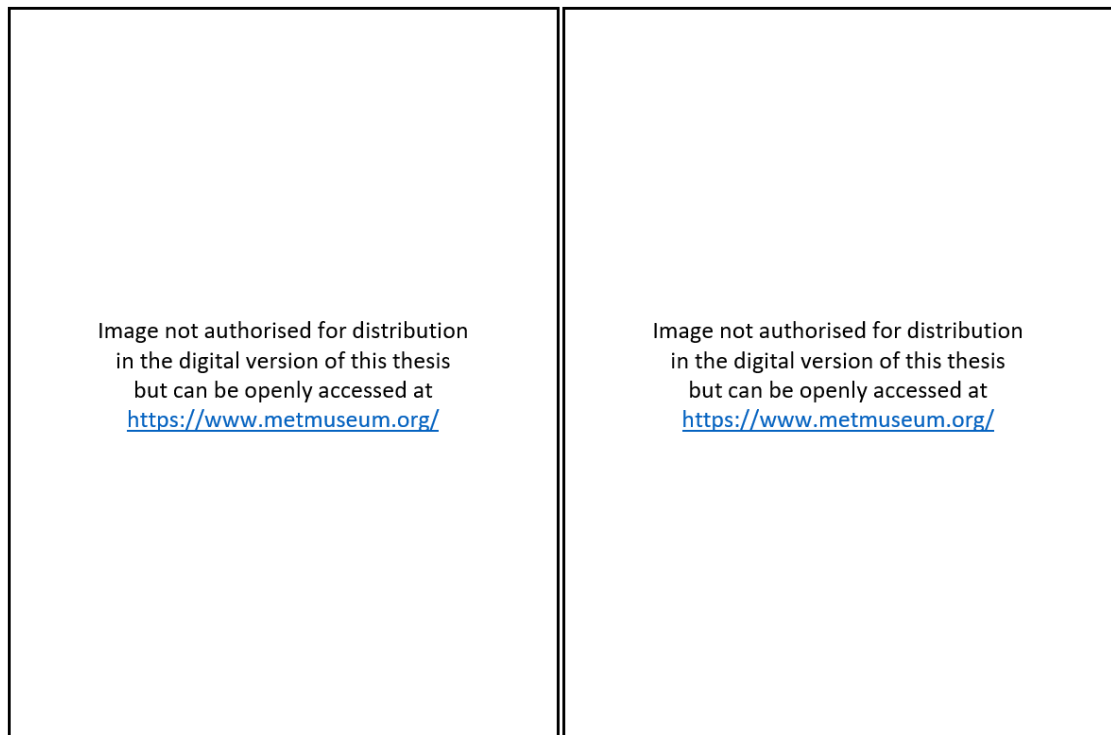 Image not authorised for distribution
in the digital version of this thesis
but can be openly accessed at
https://www.metmuseum.org/
Image not authorised for distribution
in the digital version of this thesis
but can be openly accessed at
https://www.metmuseum.org/